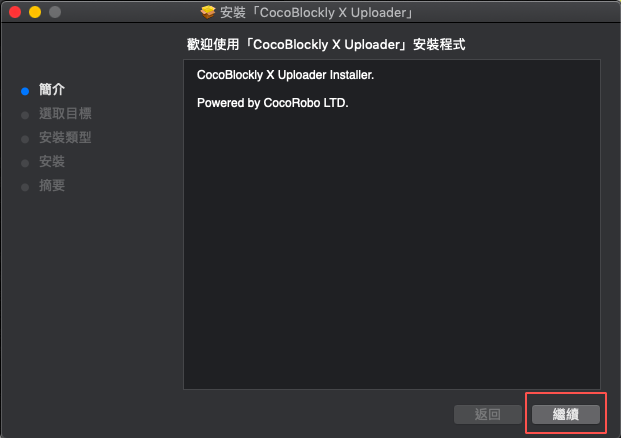 安裝「CocoBlockly X Uploader」
歡迎使用「CocoBlockly X Uploader」安裝程式
CocoBlockly X Uploader Installer.
Powered by CocoRobo LTD.
簡介
選取目標
安裝類型
安裝
摘要
返回
繼續